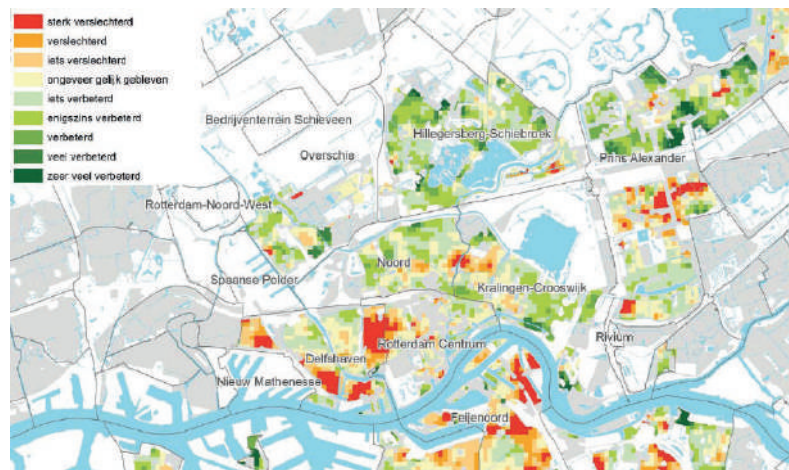 sterk verslechterd
verslechterd
iets verslechterd
ongeveer gelijk gebleven
iets verbeterd
enigszins verbeterd
verbeterd
veel verbeterd
zeer veel verbeterd
Bedrijventerrein Schieveen
Hillegersberg-Schiebroek
Overschie
Prins Alexander
Rotterdam-Noord-West
Noord
Spaanse Polder
Kralingen-Crooswijk
Rotterdam Centrum
Rivium
Delfshaven
Nieuw Mathenesse
Feijenoord